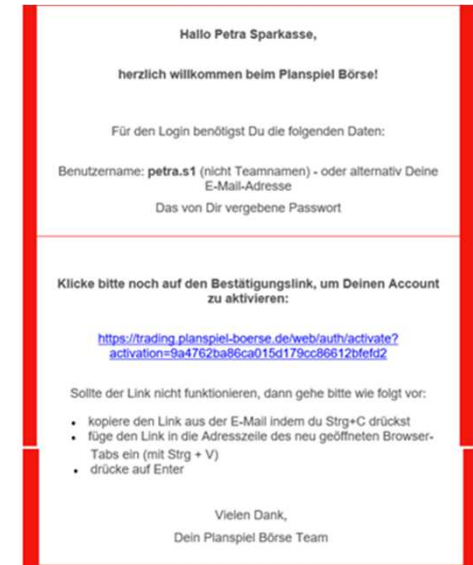 Hallo Petra Sparkasse,
herzlich willkommen beim Planspiel Börse!
Für den Login benötigst Du die folgenden Daten:
Benutzername: petra.s1 (nicht Teamnamen) - oder alternativ Deine
E-Mail-Adresse
Das von Dir vergebene Passwort
Klicke bitte noch auf den Bestätigungslink, um Deinen Account
zu aktivieren:
https://trading.planspiel-boerse.de/web/auth/activate?
activation=9a4762ba86ca015d179cc86612bfefd2
Sollte der Link nicht funktionieren, dann gehe bitte wie folgt vor:
• kopiere den Link aus der E-Mail indem du Strg+C drückst
• füge den Link in die Adresszeile des neu geöffneten Browser-
Tabs ein (mit Strg + V)
• drücke auf Enter
Vielen Dank,
Dein Planspiel Börse Team